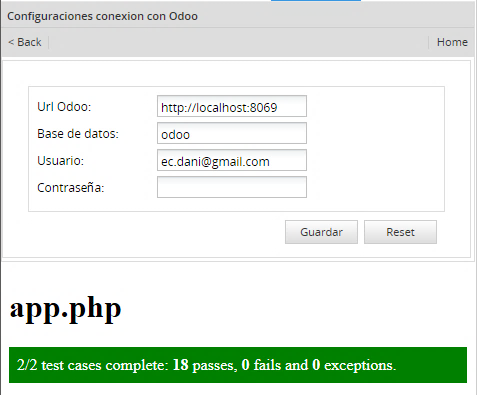 Configuraciones conexion con Odoo
< Back Home
Url Odoo: http://localhost:8069
Base de datos: odoo
Usuario: ec.dani@gmail.com
Contraseña:
Guardar Reset
app.php
2/2 test cases complete: 18 passes, 0 fails and 0 exceptions.